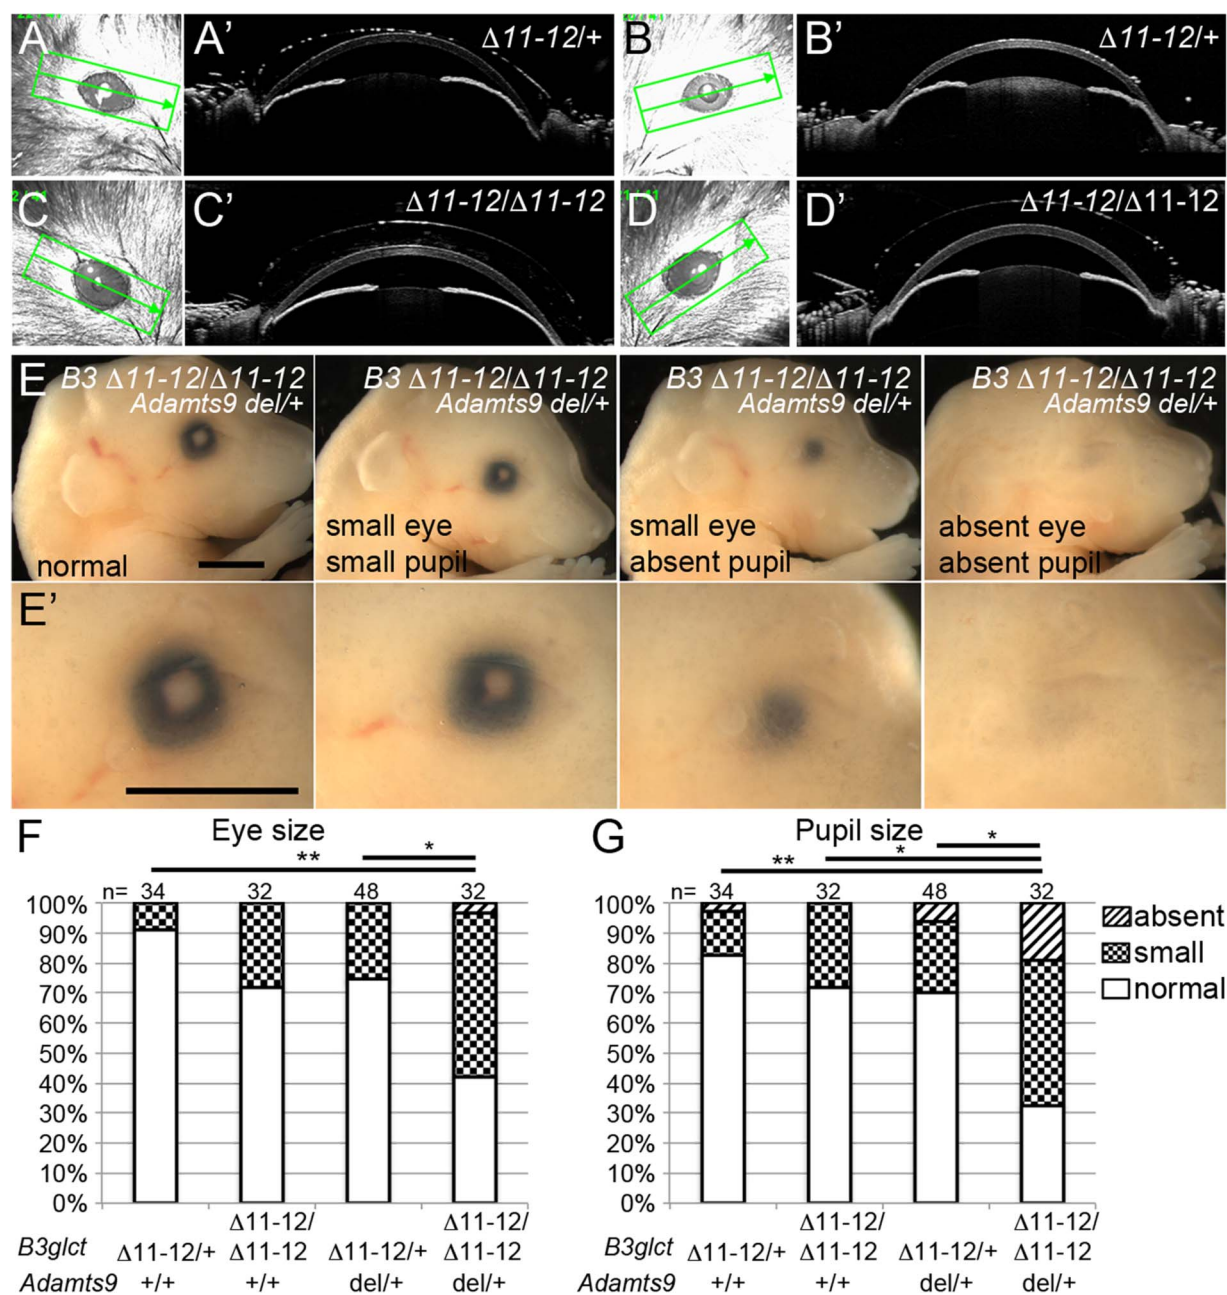 A
A'
Δ11-12/+
B
B'
Δ11-12/+
C
C'
Δ11-12/Δ11-12
D
D'
Δ11-12/Δ11-12
E
B3 Δ11-12/Δ11-12
Adamts9 del/+
normal
B3 Δ11-12/Δ11-12
Adamts9 del/+
small eye
small pupil
B3 Δ11-12/Δ11-12
Adamts9 del/+
small eye
absent pupil
B3 Δ11-12/Δ11-12
Adamts9 del/+
absent eye
absent pupil
E'
F
Eye size
** *
n= 34 32 48 32
100%
90%
80%
70%
60%
50%
40%
30%
20%
10%
0%
Δ11-12/ Δ11-12/
B3glct Δ11-12/+ Δ11-12 Δ11-12/+ Δ11-12
Adamts9 +/+ +/+ del/+ del/+
G
Pupil size
** * *
n= 34 32 48 32
100%
90%
80%
70%
60%
50%
40%
30%
20%
10%
0%
Δ11-12/ Δ11-12/
B3glct Δ11-12/+ Δ11-12 Δ11-12/+ Δ11-12
Adamts9 +/+ +/+ del/+ del/+
absent
small
normal